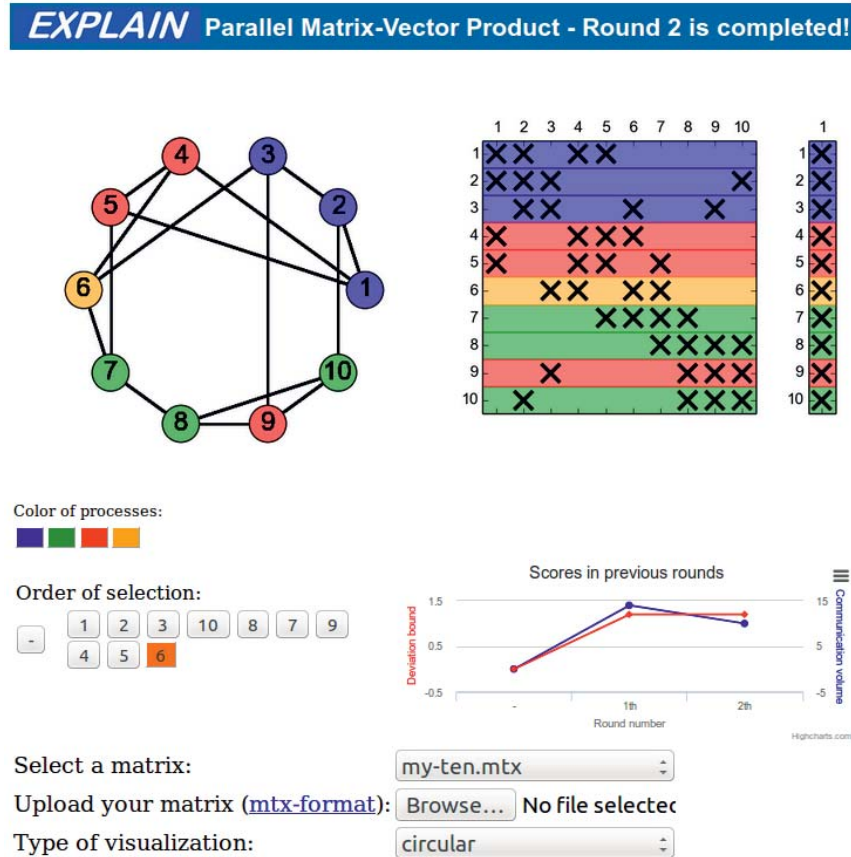 EXPLAIN Parallel Matrix-Vector Product - Round 2 is completed!
4 3
5 2
6 1
7 10
8 9
1 2 3 4 5 6 7 8 9 10 1
1 1
2 2
3 3
4 4
5 5
6 6
7 7
8 8
9 9
10 10
Color of processes:
Order of selection:
- 1 2 3 10 8 7 9
4 5 6
Scores in previous rounds
Deviation bound
1.5
0.5
-0.5
15
5
-5
Communication volume
- 1th 2th
Round number
Highcharts.com
Select a matrix: my-ten.mtx
Upload your matrix (mtx-format): Browse... No file selectec
Type of visualization: circular